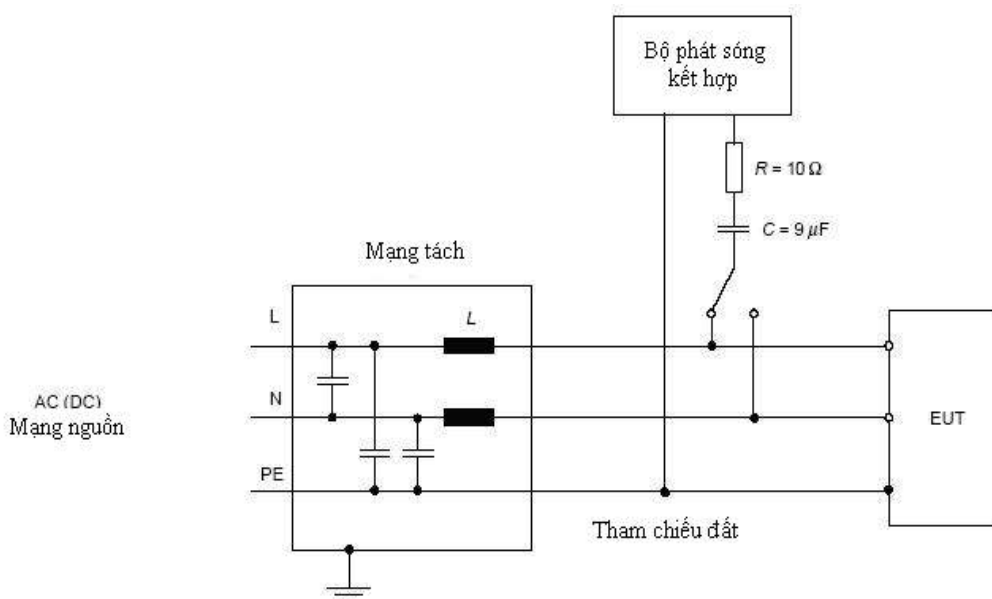 Bộ phát sóng
kết hợp
R = 10 Ω
C = 9 µF
Mạng tách
L
L
N
AC (DC)
Mạng nguồn
EUT
PE
Tham chiếu đất